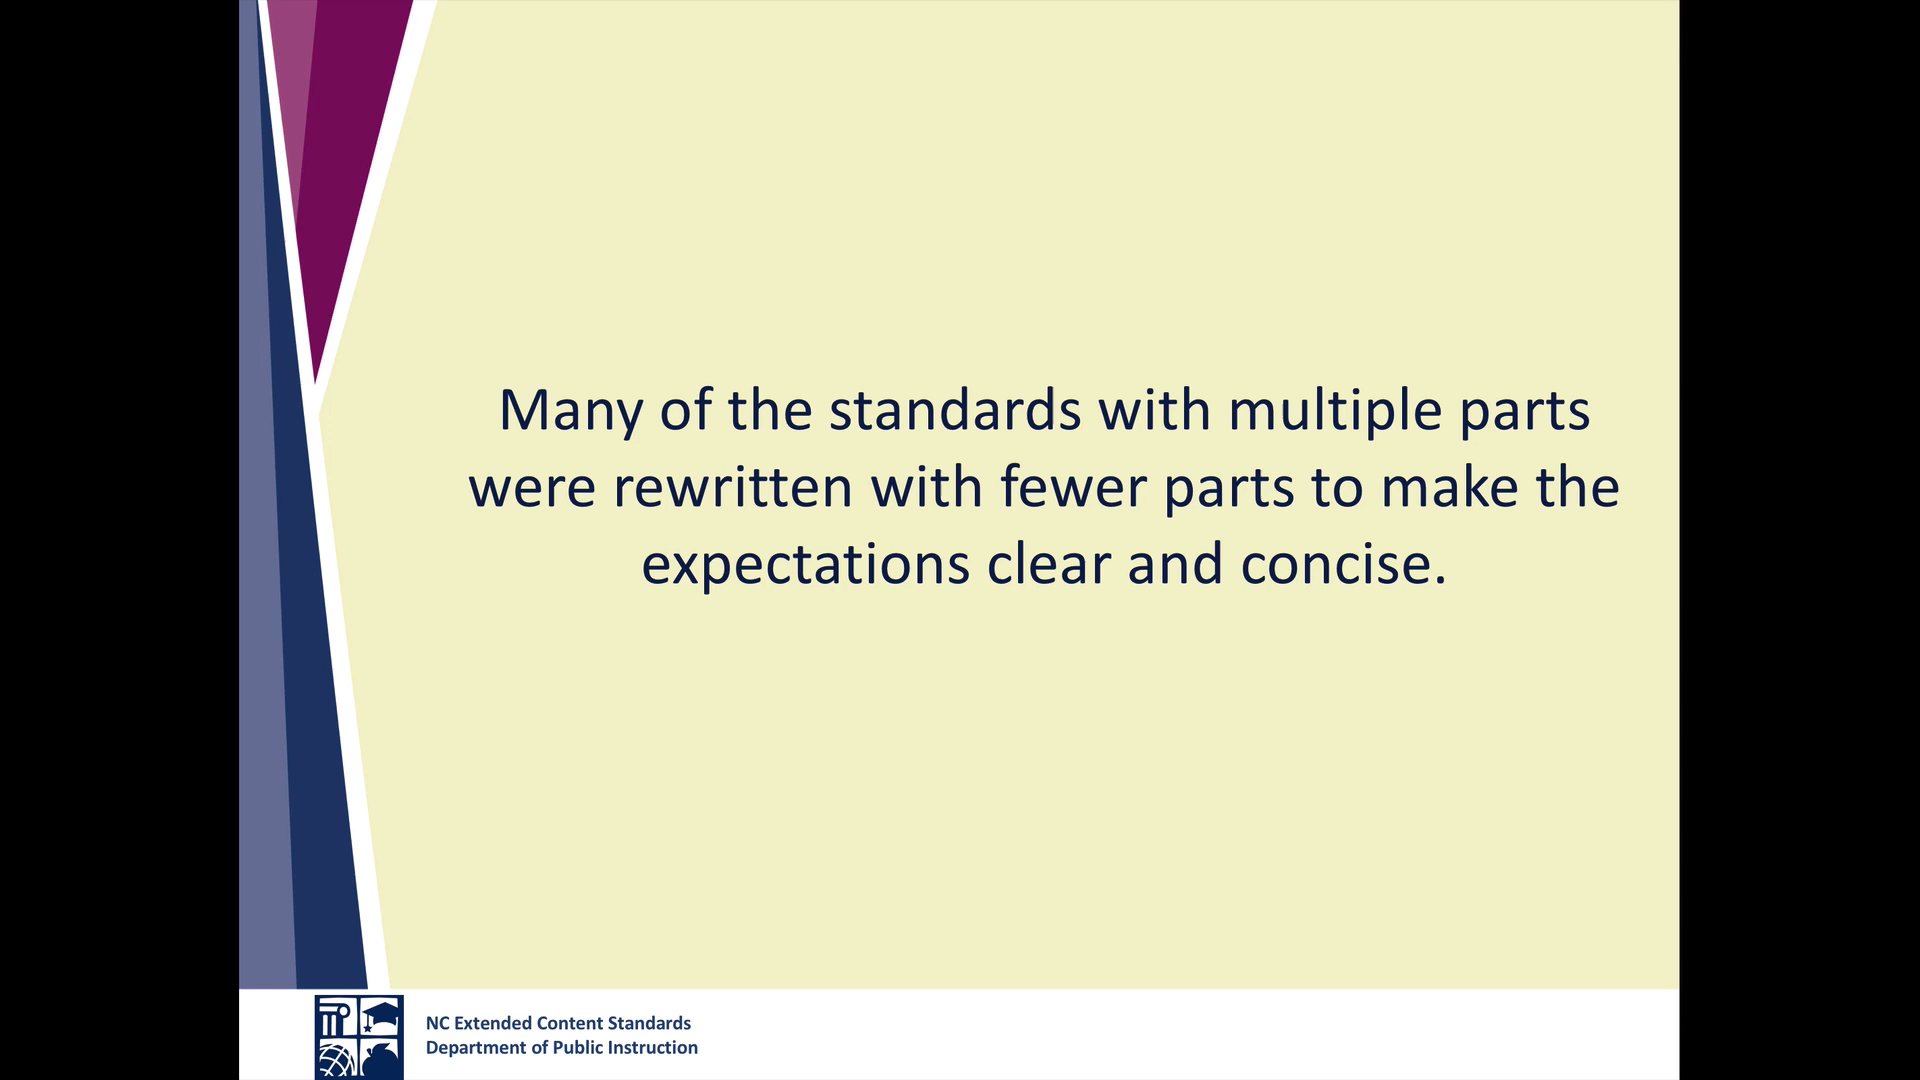 Many of the standards with multiple parts
were rewritten with fewer parts to make the
expectations clear and concise.
NC Extended Content Standards
Department of Public Instruction